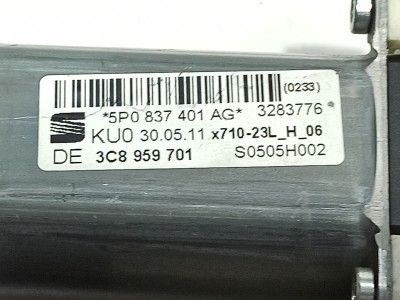 (0233)
*5P0 837 401 AG* 3283776
KU0 30.05.11 x710-23L_H_06
DE 3C8 959 701 S0505H002